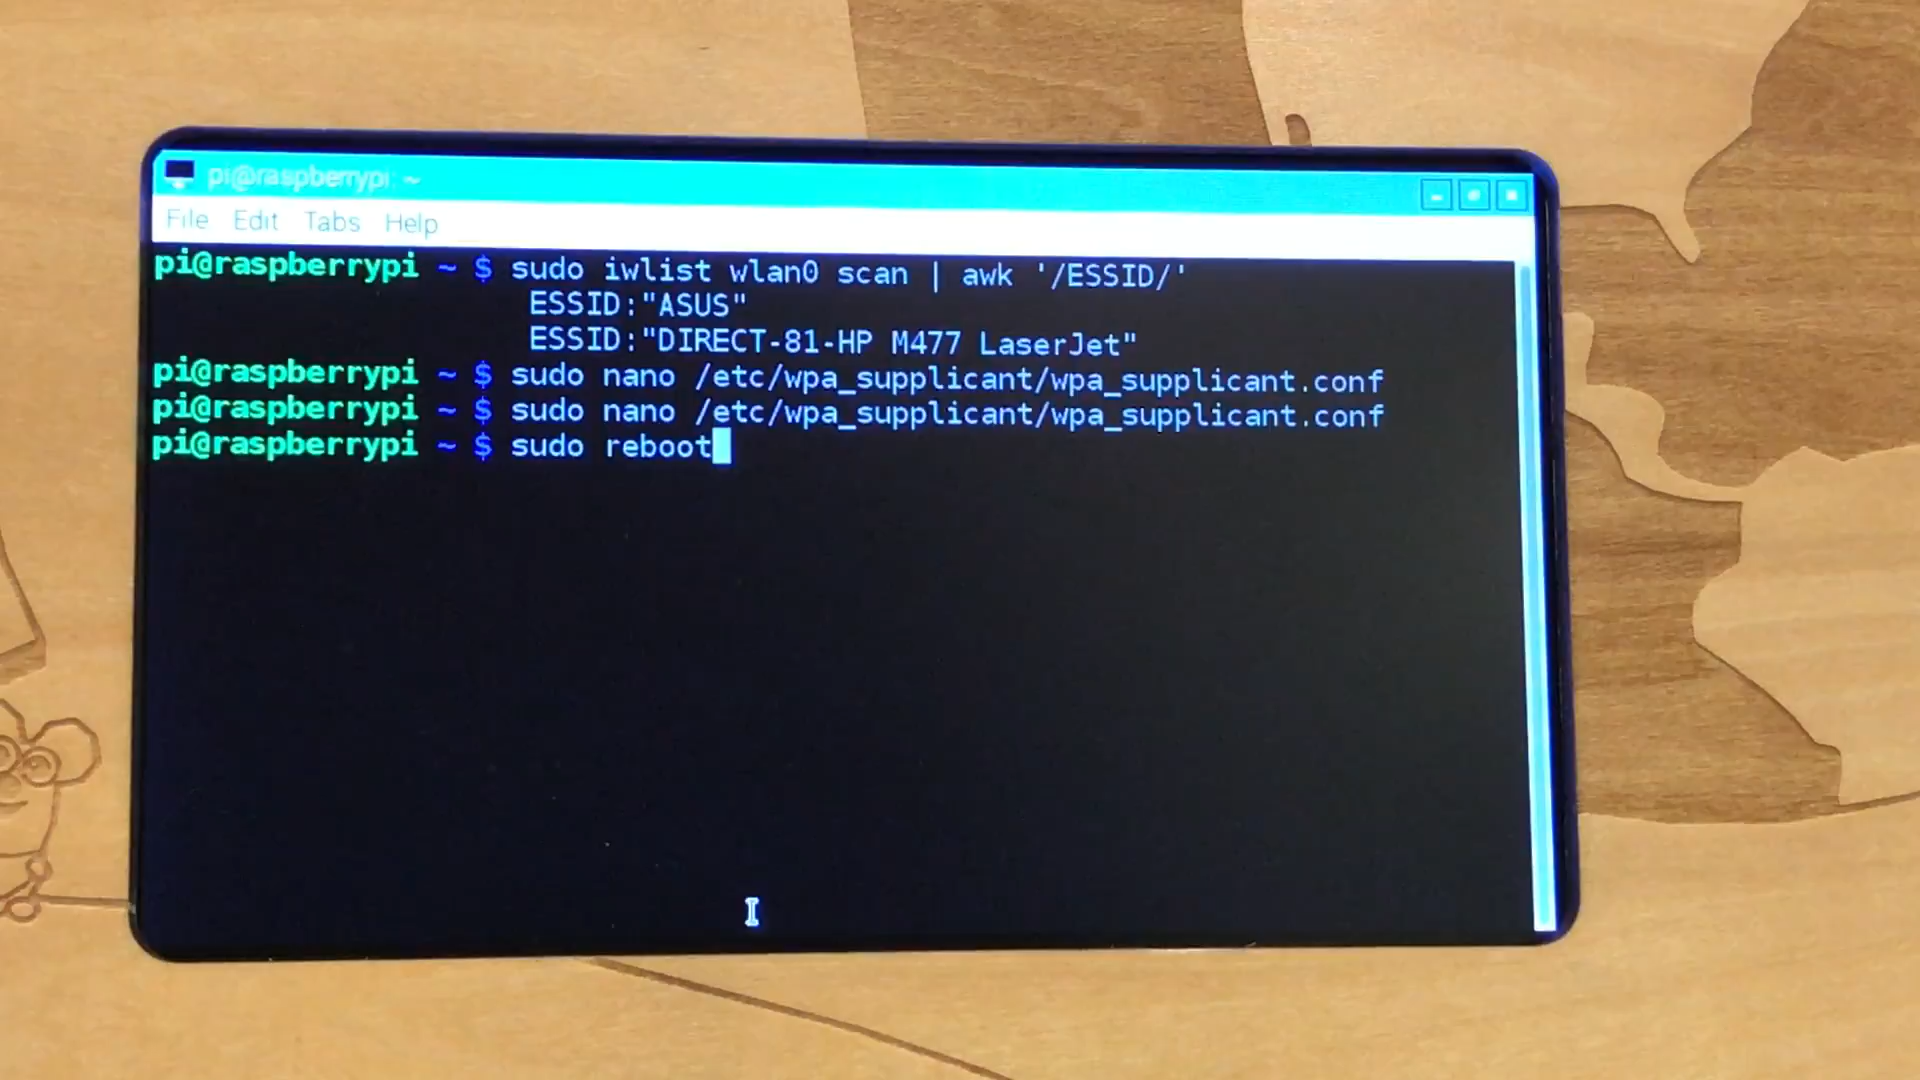 pi@raspberrypi: ~
File Edit Tabs Help
pi@raspberrypi ~ $ sudo iwlist wlan0 scan | awk '/ESSID/'
ESSID:"ASUS"
ESSID:"DIRECT-81-HP M477 LaserJet"
pi@raspberrypi ~ $ sudo nano /etc/wpa_supplicant/wpa_supplicant.conf
pi@raspberrypi ~ $ sudo nano /etc/wpa_supplicant/wpa_supplicant.conf
pi@raspberrypi ~ $ sudo reboot